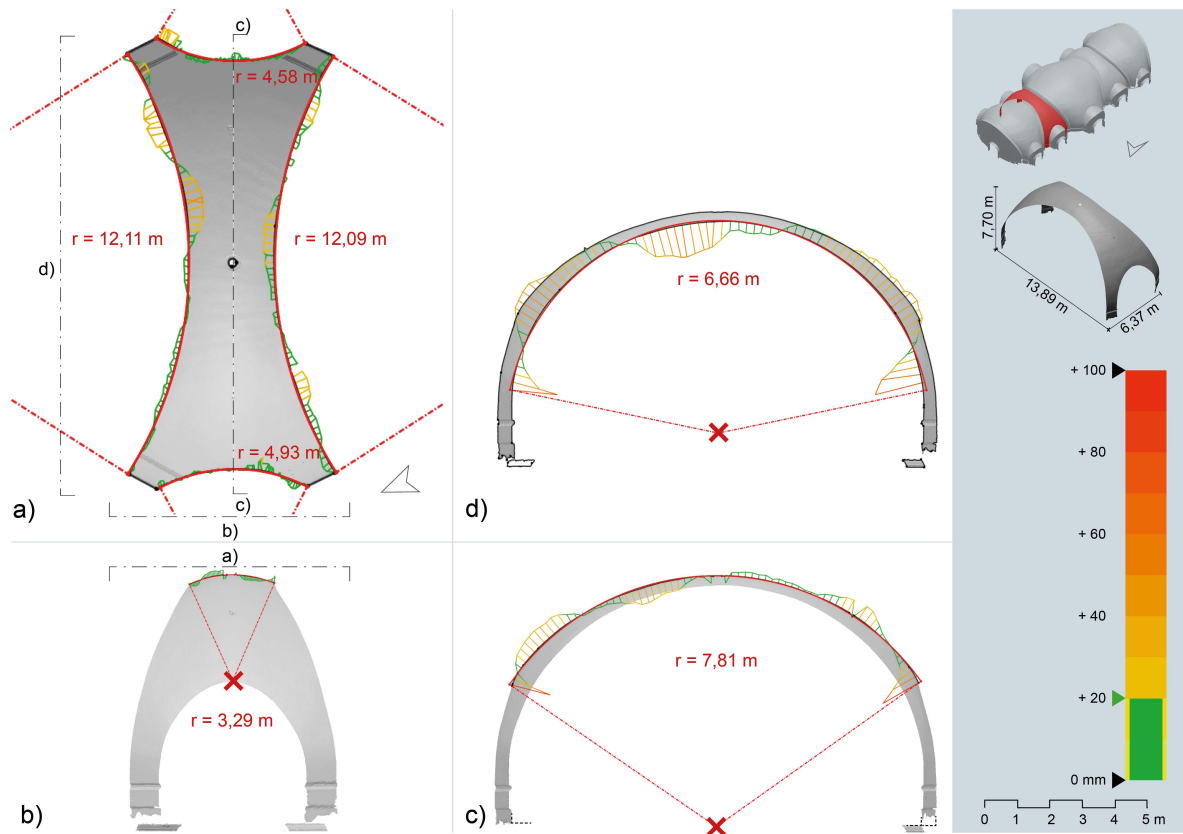 c)
r = 4,58 m
r = 12,11 m
r = 12,09 m
d)
r = 4,93 m
a)
c)
b)
r = 6,66 m
d)
a)
r = 3,29 m
b)
r = 7,81 m
c)
7,70 m
13,89 m
6,37 m
+ 100
+ 80
+ 60
+ 40
+ 20
0 mm
0 1 2 3 4 5 m